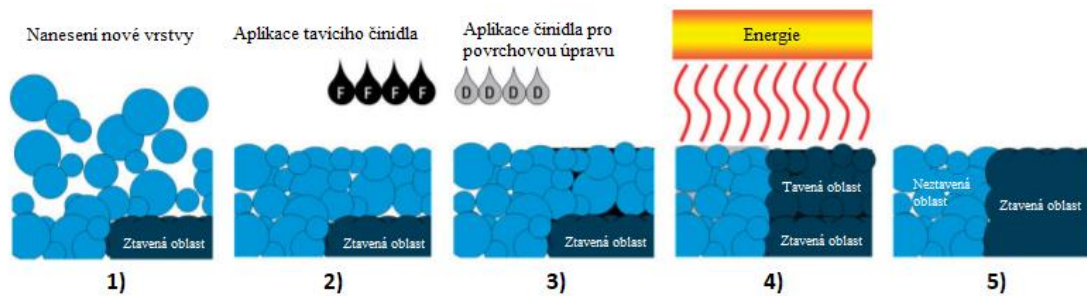 Naneseni nové vrstvy
Aplikace tavicího činidla
Aplikace činidla pro
povrchovou úpravu
Energie
F F F F
D D D D
Ztavená oblast
Ztavená oblast
Ztavená oblast
Tavená oblast
Ztavená oblast
Neztavená
oblast
Ztavená oblast
1)
2)
3)
4)
5)